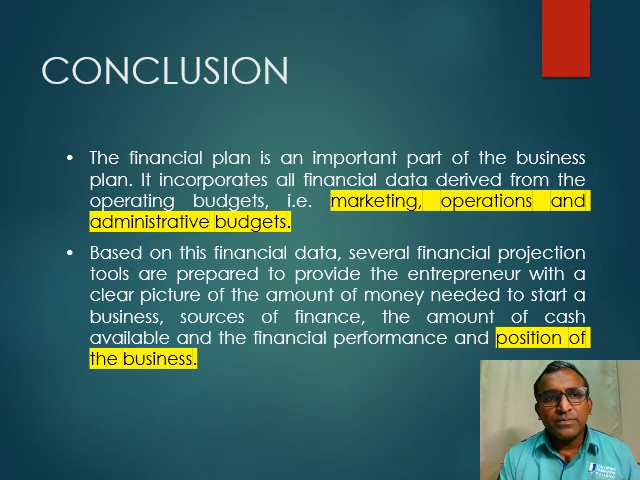 CONCLUSION
• The financial plan is an important part of the business
plan. It incorporates all financial data derived from the
operating budgets, i.e. marketing, operations and
administrative budgets.
• Based on this financial data, several financial projection
tools are prepared to provide the entrepreneur with a
clear picture of the amount of money needed to start a
business, sources of finance, the amount of cash
available and the financial performance and position of
the business.